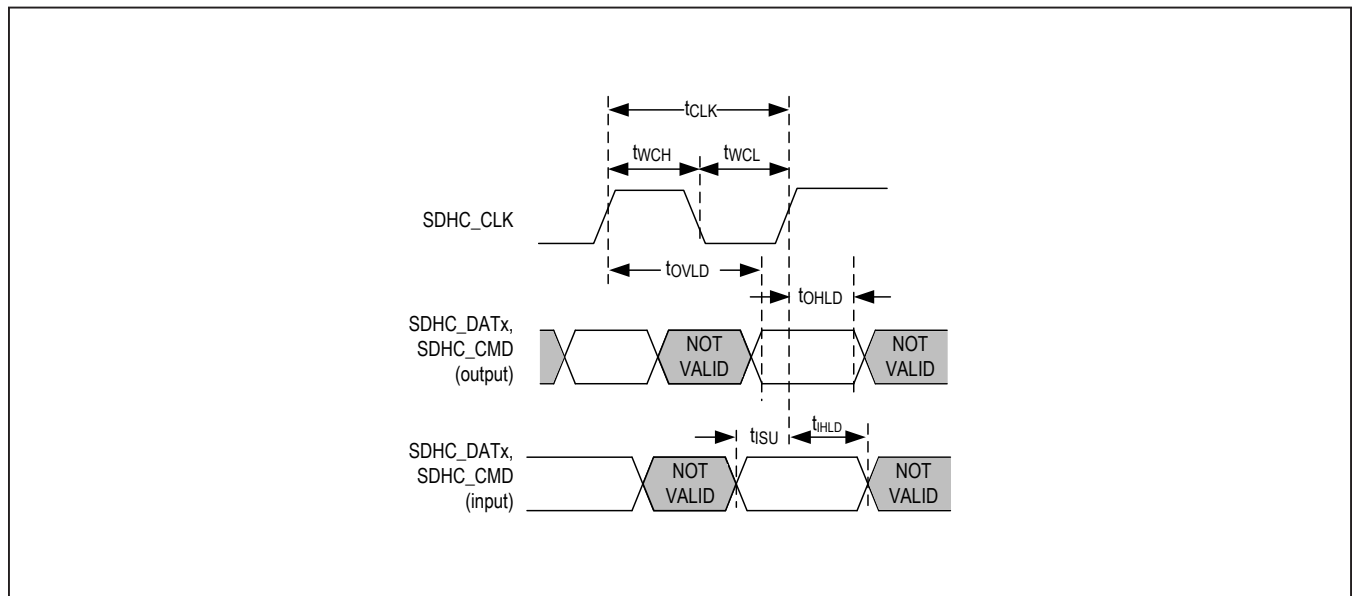 tCLK
tWCH
tWCL
SDHC_CLK
tOVLD
tOHLD
SDHC_DATx,
SDHC_CMD
(output)
NOT
VALID
NOT
VALID
tISU
tIHLD
SDHC_DATx,
SDHC_CMD
(input)
NOT
VALID
NOT
VALID